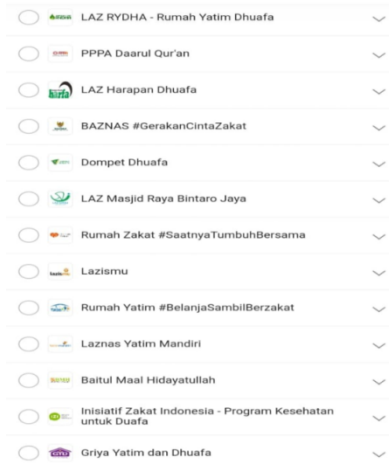 LAZ RYDHA - Rumah Yatim Dhuafa
PPPA Daarul Qur'an
LAZ Harapan Dhuafa
BAZNAS #GerakanCintaZakat
Dompet Dhuafa
LAZ Masjid Raya Bintaro Jaya
Rumah Zakat #SaatnyaTumbuhBersama
Lazismu
Rumah Yatim #BelanjaSambilBerzakat
Laznas Yatim Mandiri
Baitul Maal Hidayatullah
Inisiatif Zakat Indonesia - Program Kesehatan
untuk Duafa
Griya Yatim dan Dhuafa